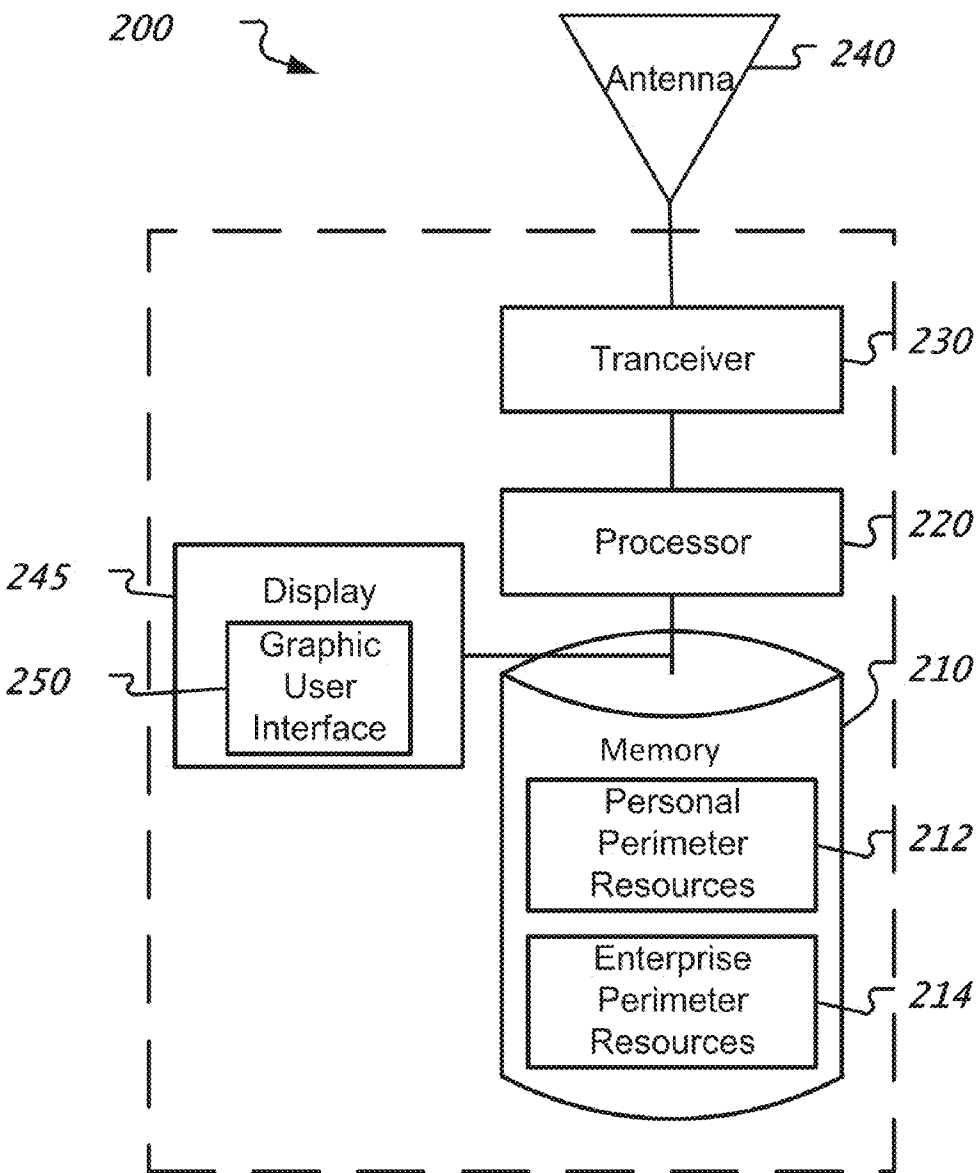 200
Antenna
240
Tranceiver
230
Processor
220
245
Display
250
Graphic
User
Interface
210
Memory
Personal
Perimeter
Resources
212
Enterprise
Perimeter
Resources
214